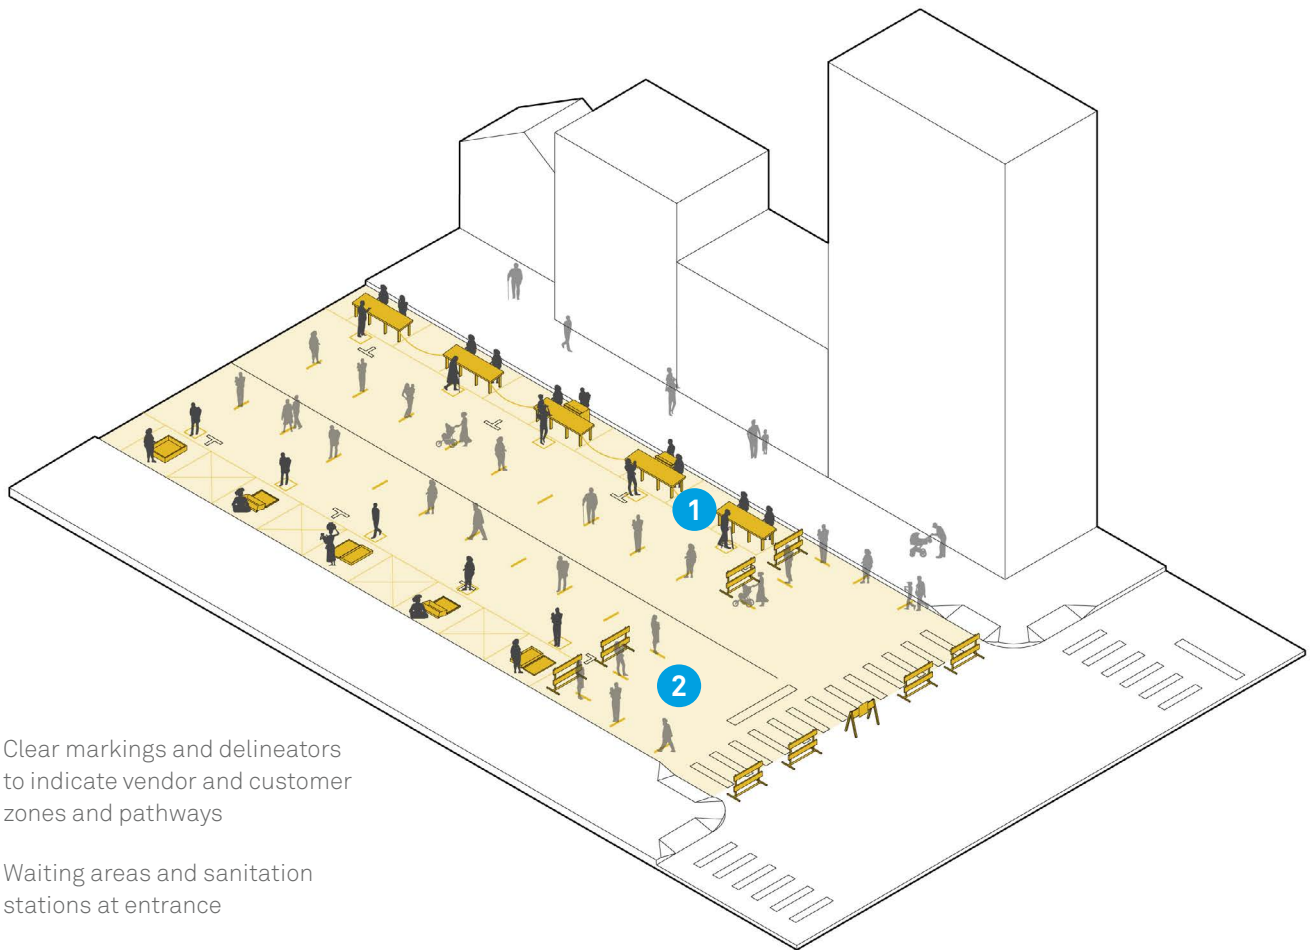 1
2
Clear markings and delineators
to indicate vendor and customer
zones and pathways
Waiting areas and sanitation
stations at entrance